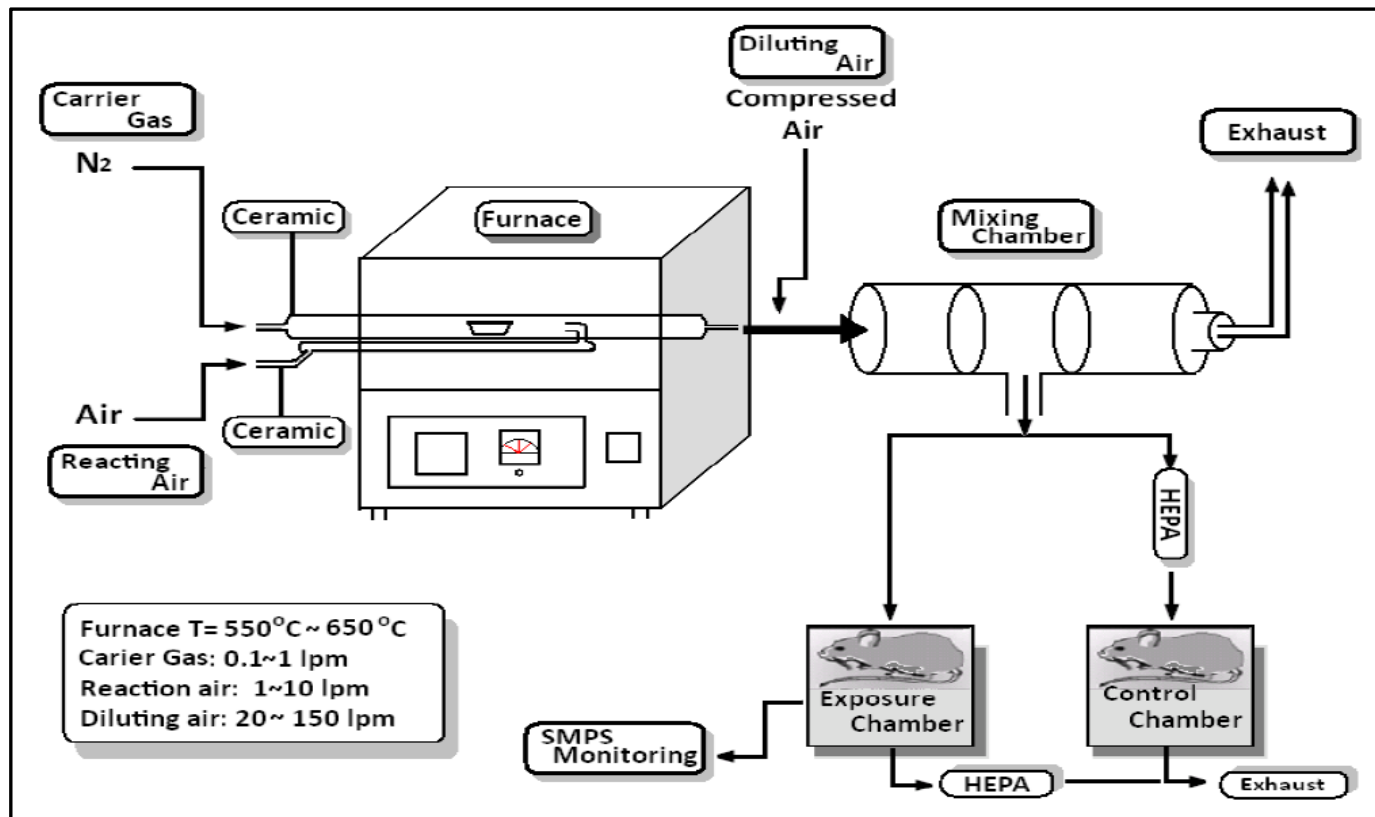 Diluting
Air
Compressed
Air
Carrier
Gas
N2
Exhaust
Ceramic
Furnace
Mixing
Chamber
Air
Ceramic
Reacting
Air
HEPA
Furnace T= 550°C~ 650°C
Carier Gas: 0.1~1 lpm
Reaction air: 1~10 lpm
Diluting air: 20~ 150 lpm
Exposure
Chamber
Control
Chamber
SMPS
Monitoring
HEPA
Exhaust